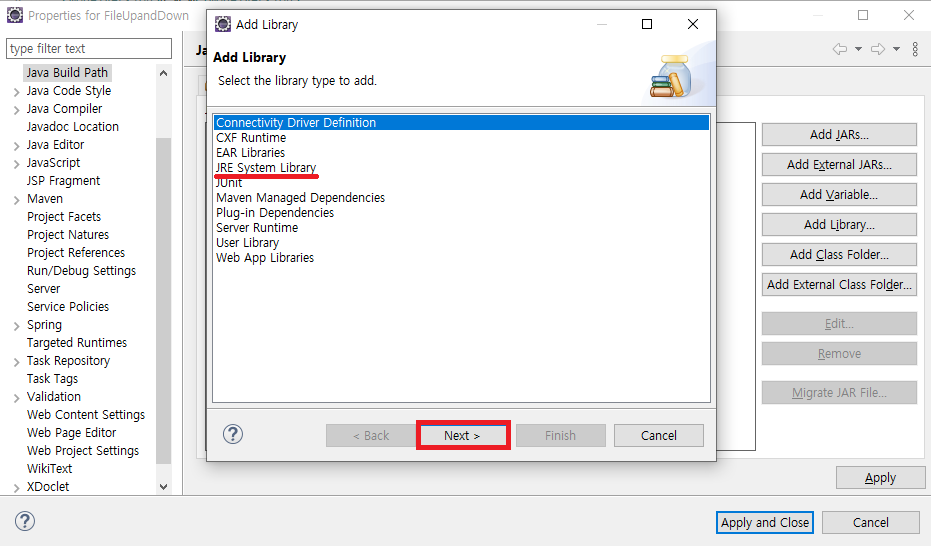 Properties for FileUpandDown
type filter text
Java Build Path
Java Code Style
Java Compiler
Javadoc Location
Java Editor
JavaScript
JSP Fragment
Maven
Project Facets
Project Natures
Project References
Run/Debug Settings
Server
Service Policies
Spring
Targeted Runtimes
Task Repository
Task Tags
Validation
Web Content Settings
Web Page Editor
Web Project Settings
WikiText
XDoclet
Add Library
Add Library
Select the library type to add.
Connectivity Driver Definition
CXF Runtime
EAR Libraries
JRE System Library
JUnit
Maven Managed Dependencies
Plug-in Dependencies
Server Runtime
User Library
Web App Libraries
< Back
Next >
Finish
Cancel
Add JARs...
Add External JARs...
Add Variable...
Add Library...
Add Class Folder...
Add External Class Folder...
Edit...
Remove
Migrate JAR File...
Apply
Apply and Close
Cancel